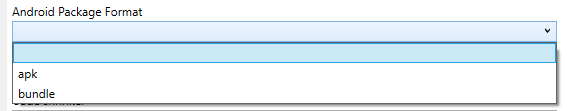 Android Package Format
apk
bundle